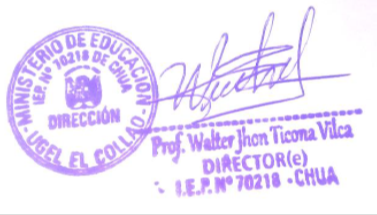 MINISTERIO DE EDUCACIÓN
IEP. Nº 70218 DE CHUA
DIRECCIÓN
UGEL EL COLLAO
Prof. Walter Jhon Ticona Vilca
DIRECTOR(e)
I.E.P. Nº 70218 - CHUA